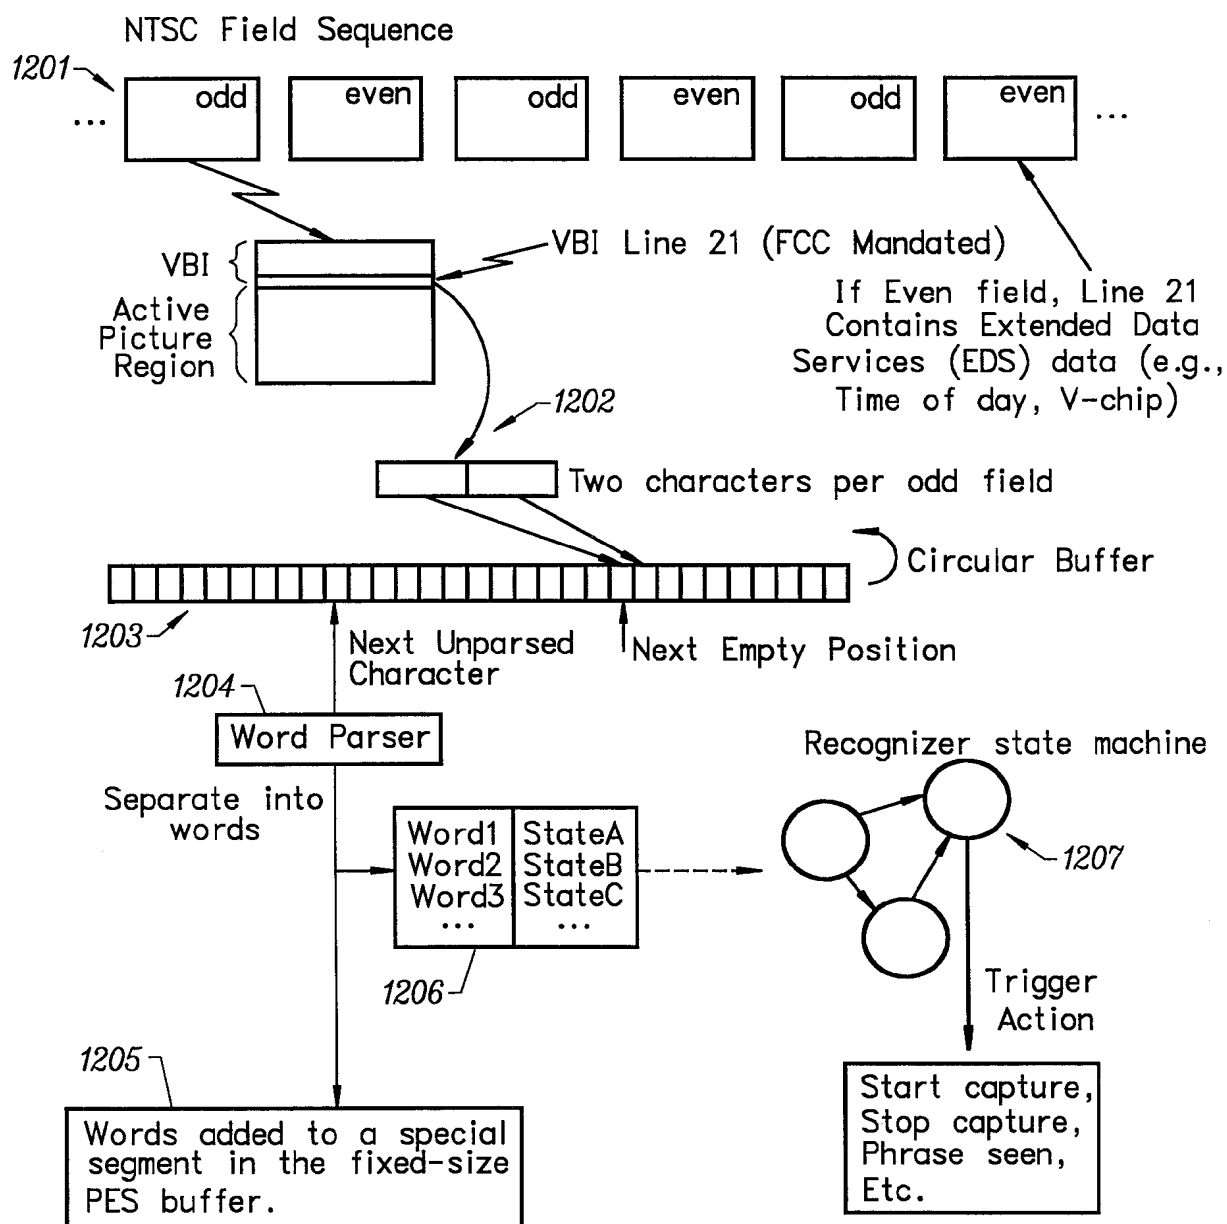 NTSC Field Sequence
1201
... odd even odd even odd even ...
VBI
VBI Line 21 (FCC Mandated)
Active
Picture
Region
If Even field, Line 21
Contains Extended Data
Services (EDS) data (e.g.,
Time of day, V-chip)
1202
Two characters per odd field
Circular Buffer
1203
Next Unparsed
Character
Next Empty Position
1204
Word Parser
Separate into
words
Word1 StateA
Word2 StateB
Word3 StateC
... ...
1206
Recognizer state machine
1207
Trigger
Action
1205
Words added to a special
segment in the fixed-size
PES buffer.
Start capture,
Stop capture,
Phrase seen,
Etc.